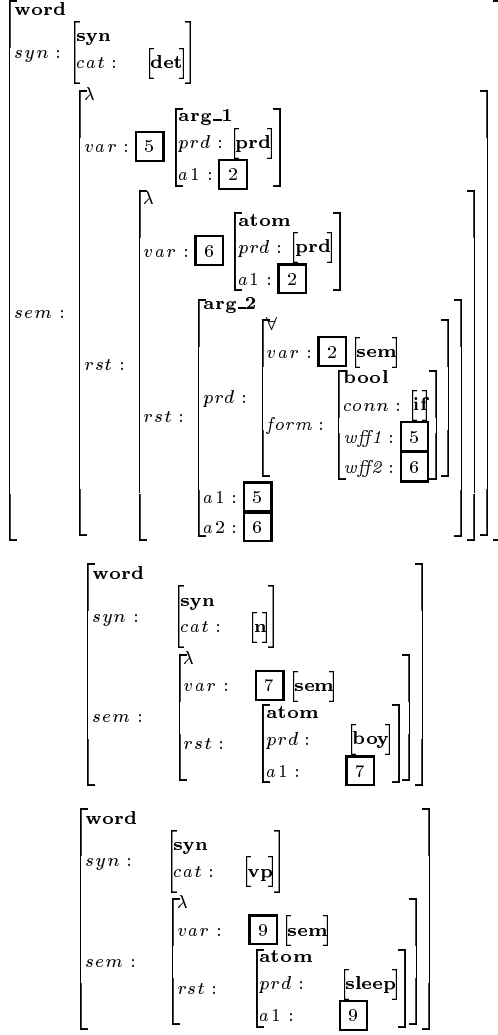 word
syn : syn
cat : det
λ
var : 5 arg_1
prd : prd
a1 : 2
λ
var : 6 atom
prd : prd
a1 : 2
sem :
rst :
rst :
arg_2
prd :
∀
var : 2 sem
form :
bool
conn : if
wff1 : 5
wff2 : 6
a1 : 5
a2 : 6
word
syn : syn
cat : n
sem :
λ
var : 7 sem
rst :
atom
prd : boy
a1 : 7
word
syn : syn
cat : vp
sem :
λ
var : 9 sem
rst :
atom
prd : sleep
a1 : 9